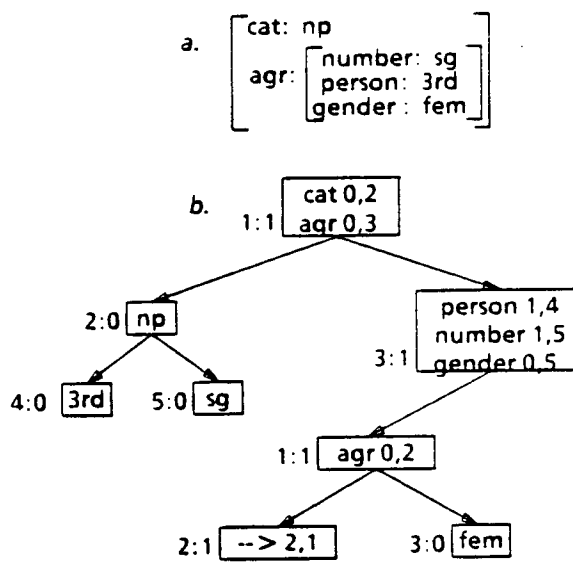 a.
cat: np
agr:
number: sg
person: 3rd
gender : fem
b.
cat 0,2
1:1 agr 0,3
2:0 np
person 1,4
number 1,5
3:1 gender 0,5
4:0 3rd 5:0 sg
1:1 agr 0,2
2:1 --> 2,1 3:0 fem